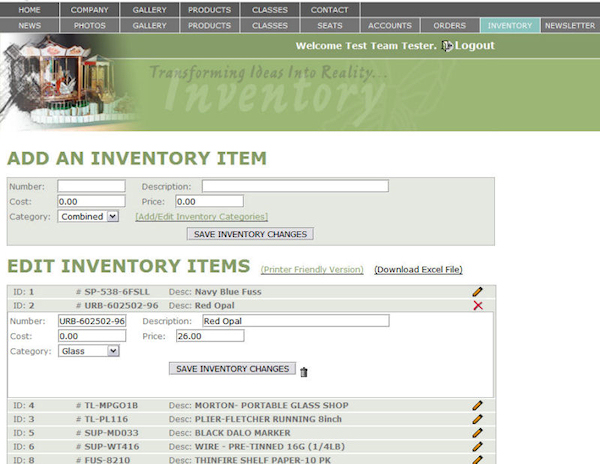 HOME COMPANY GALLERY PRODUCTS CLASSES CONTACT
NEWS PHOTOS GALLERY PRODUCTS CLASSES SEATS ACCOUNTS ORDERS INVENTORY NEWSLETTER
Welcome Test Team Tester. Logout
Transforming Ideas Into Reality...
Inventory
ADD AN INVENTORY ITEM
Number: Description:
Cost: 0.00 Price: 0.00
Category: Combined (Add/Edit Inventory Categories)
SAVE INVENTORY CHANGES
EDIT INVENTORY ITEMS (Printer Friendly Version) (Download Excel File)
ID: 1 # SP-538-6FSLL Desc: Navy Blue Fuss
ID: 2 # URB-602502-96 Desc: Red Opal
Number: URB-602502-96 Description: Red Opal
Cost: 0.00 Price: 26.00
Category: Glass
SAVE INVENTORY CHANGES
ID: 4 # TL-MPGO1B Desc: MORTON- PORTABLE GLASS SHOP
ID: 3 # TL-PL116 Desc: PLIER-FLETCHER RUNNING 8inch
ID: 5 # SUP-MD033 Desc: BLACK DALO MARKER
ID: 6 # SUP-WT416 Desc: WIRE - PRE-TINNED 16G (1/4LB)
ID: 8 # FUS-8210 Desc: THINFIRE SHELF PAPER-10 PK